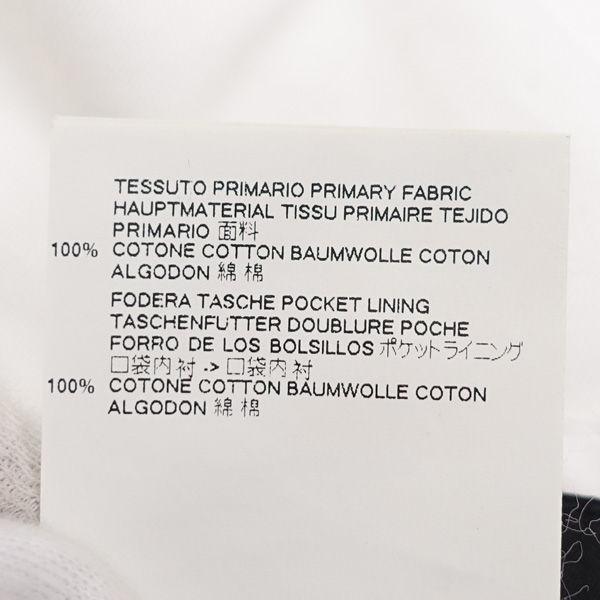 TESSUTO PRIMARIO PRIMARY FABRIC
HAUPTMATERIAL TISSU PRIMAIRE TEJIDO
PRIMARIO 面料
100% COTONE COTTON BAUMWOLLE COTON
ALGODON 綿 棉
FODERA TASCHE POCKET LINING
TASCHENFUTTER DOUBLURE POCHE
FORRO DE LOS BOLSILLOS ポケットライニング
口袋内衬 -> 口袋内衬
100% COTONE COTTON BAUMWOLLE COTON
ALGODON 綿 棉